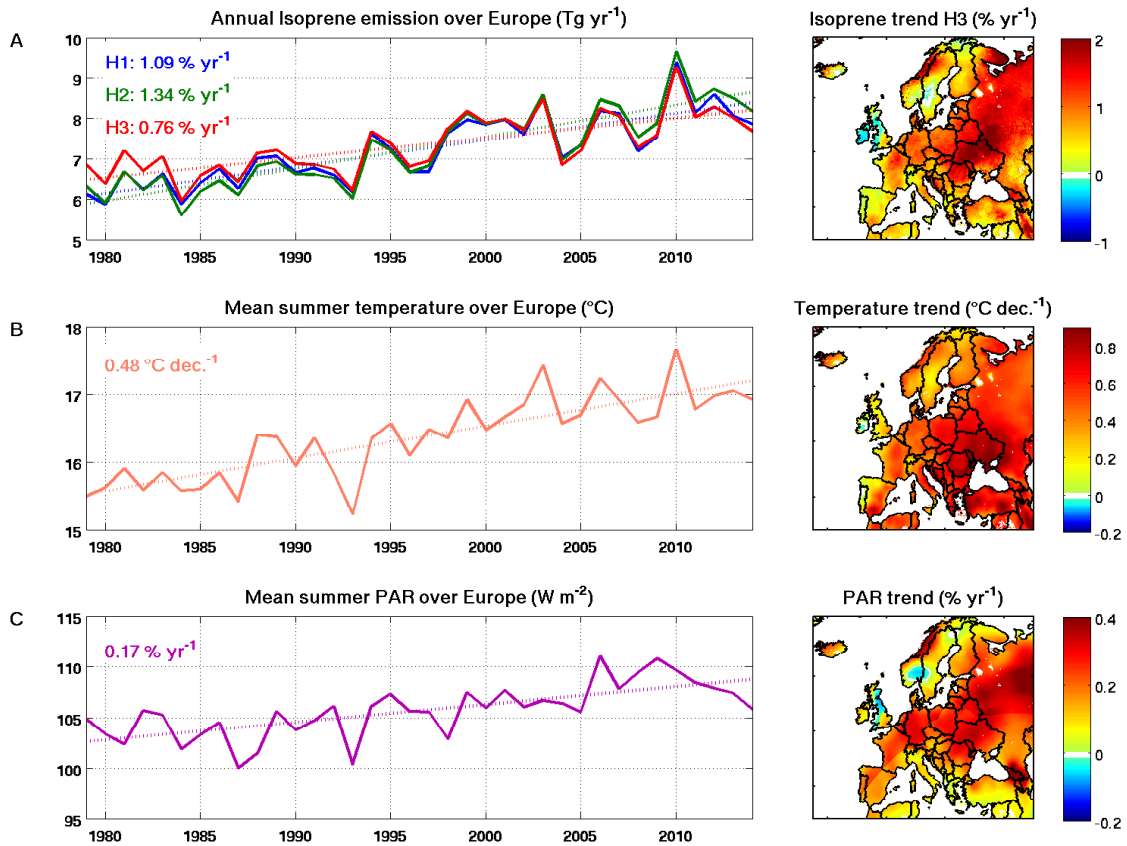 Annual Isoprene emission over Europe (Tg yr⁻¹)
Isoprene trend H3 (% yr⁻¹)
A
10
9
8
7
6
5
H1: 1.09 % yr⁻¹
H2: 1.34 % yr⁻¹
H3: 0.76 % yr⁻¹
1980 1985 1990 1995 2000 2005 2010
2
1
0
-1
Mean summer temperature over Europe (°C)
Temperature trend (°C dec.⁻¹)
B
18
17
16
15
0.48 °C dec.⁻¹
1980 1985 1990 1995 2000 2005 2010
0.8
0.6
0.4
0.2
0
-0.2
Mean summer PAR over Europe (W m⁻²)
PAR trend (% yr⁻¹)
C
115
110
105
100
95
0.17 % yr⁻¹
1980 1985 1990 1995 2000 2005 2010
0.4
0.2
0
-0.2